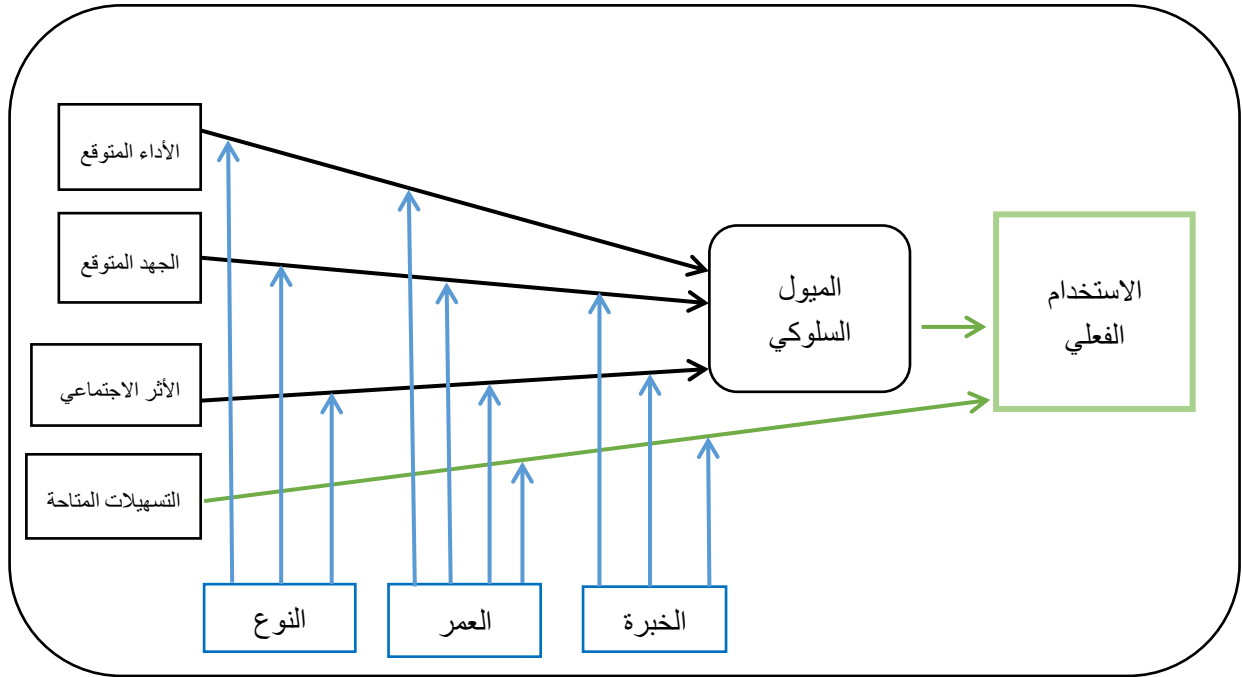 الأداء المتوقع
الجهد المتوقع
الأثر الاجتماعي
التسهيلات المتاحة
الميول
السلوكي
الاستخدام
الفعلي
النوع
العمر
الخبرة